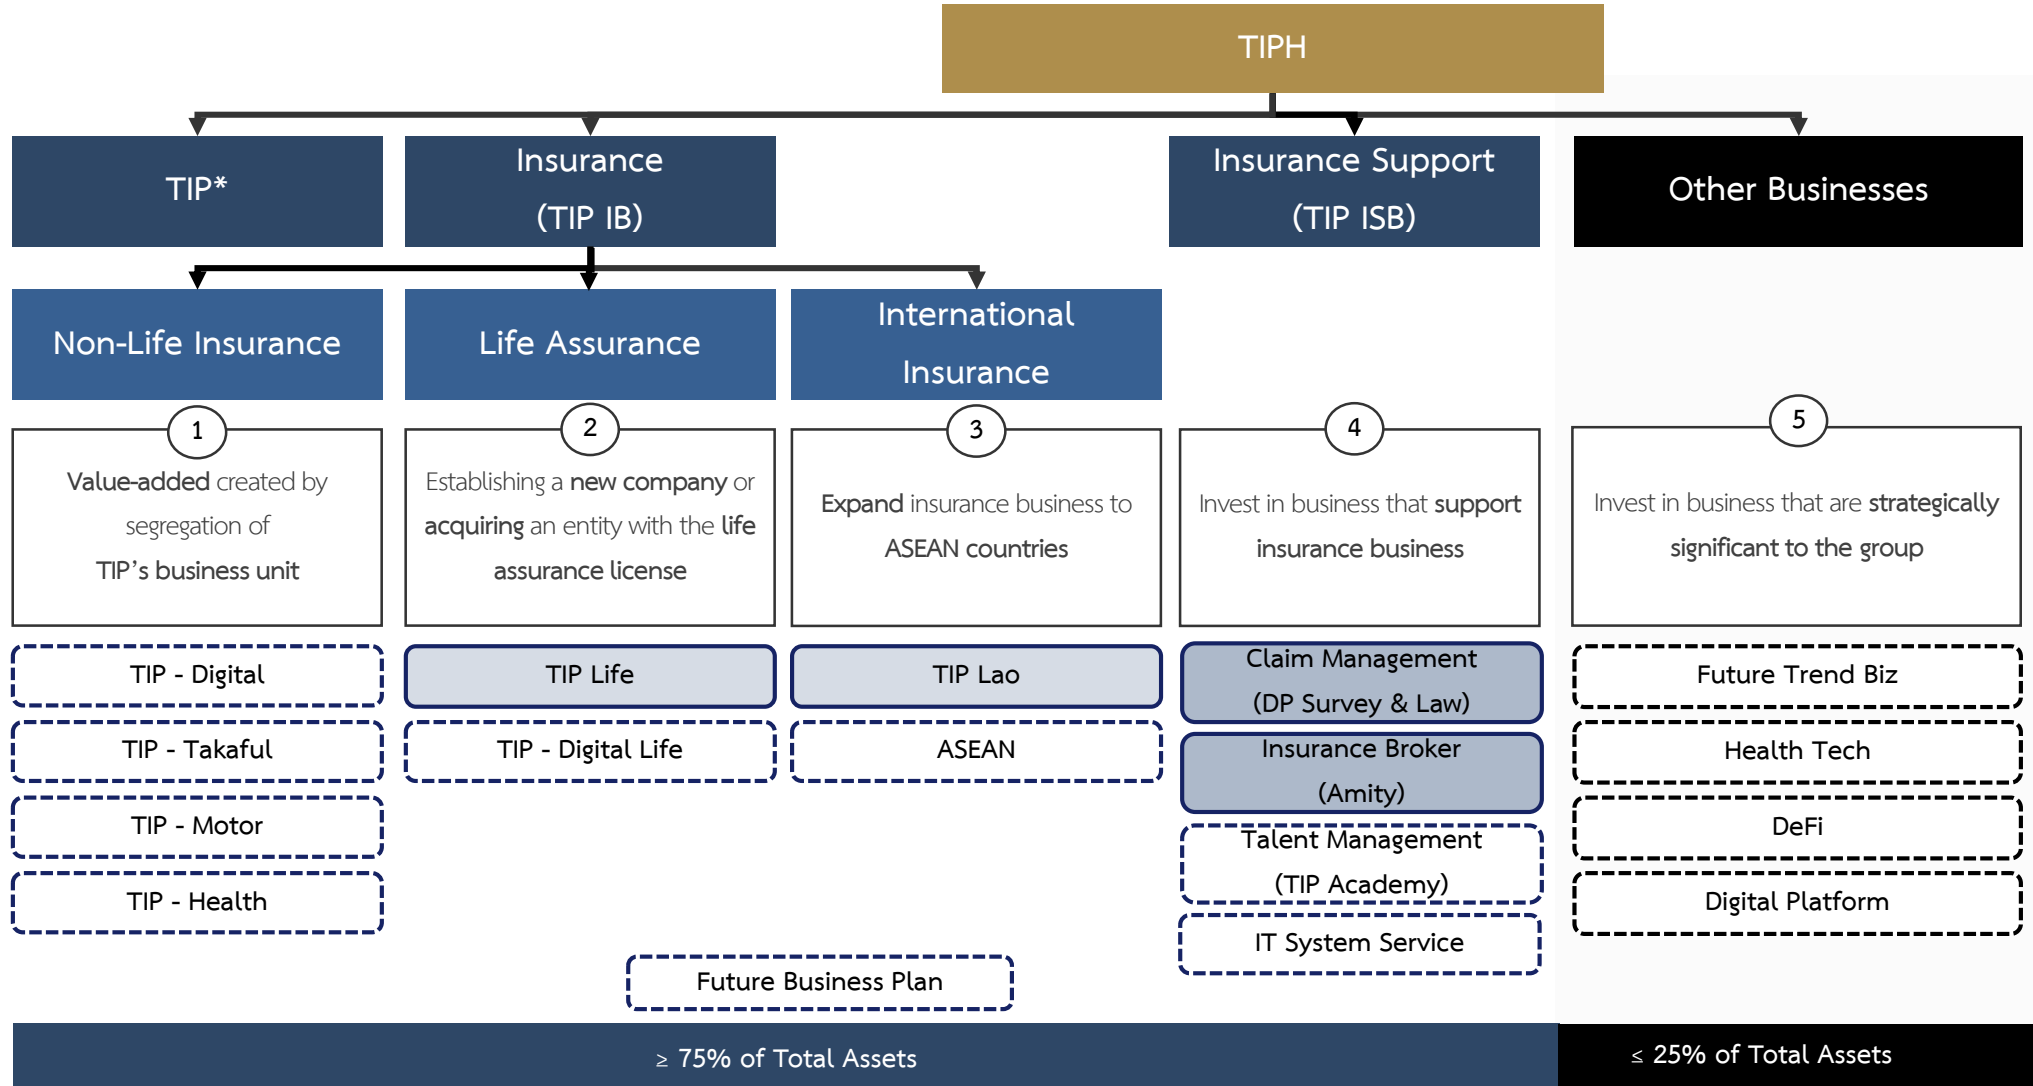 TIPH
TIP*
Insurance
(TIP IB)
Insurance Support
(TIP ISB)
Other Businesses
Non-Life Insurance
Life Assurance
International
Insurance
1
Value-added created by
segregation of
TIP's business unit
2
Establishing a new company or
acquiring an entity with the life
assurance license
3
Expand insurance business to
ASEAN countries
4
Invest in business that support
insurance business
5
Invest in business that are strategically
significant to the group
TIP - Digital
TIP - Takaful
TIP - Motor
TIP - Health
TIP Life
TIP - Digital Life
TIP Lao
ASEAN
Claim Management
(DP Survey & Law)
Insurance Broker
(Amity)
Talent Management
(TIP Academy)
IT System Service
Future Trend Biz
Health Tech
DeFi
Digital Platform
Future Business Plan
≥ 75% of Total Assets
≤ 25% of Total Assets